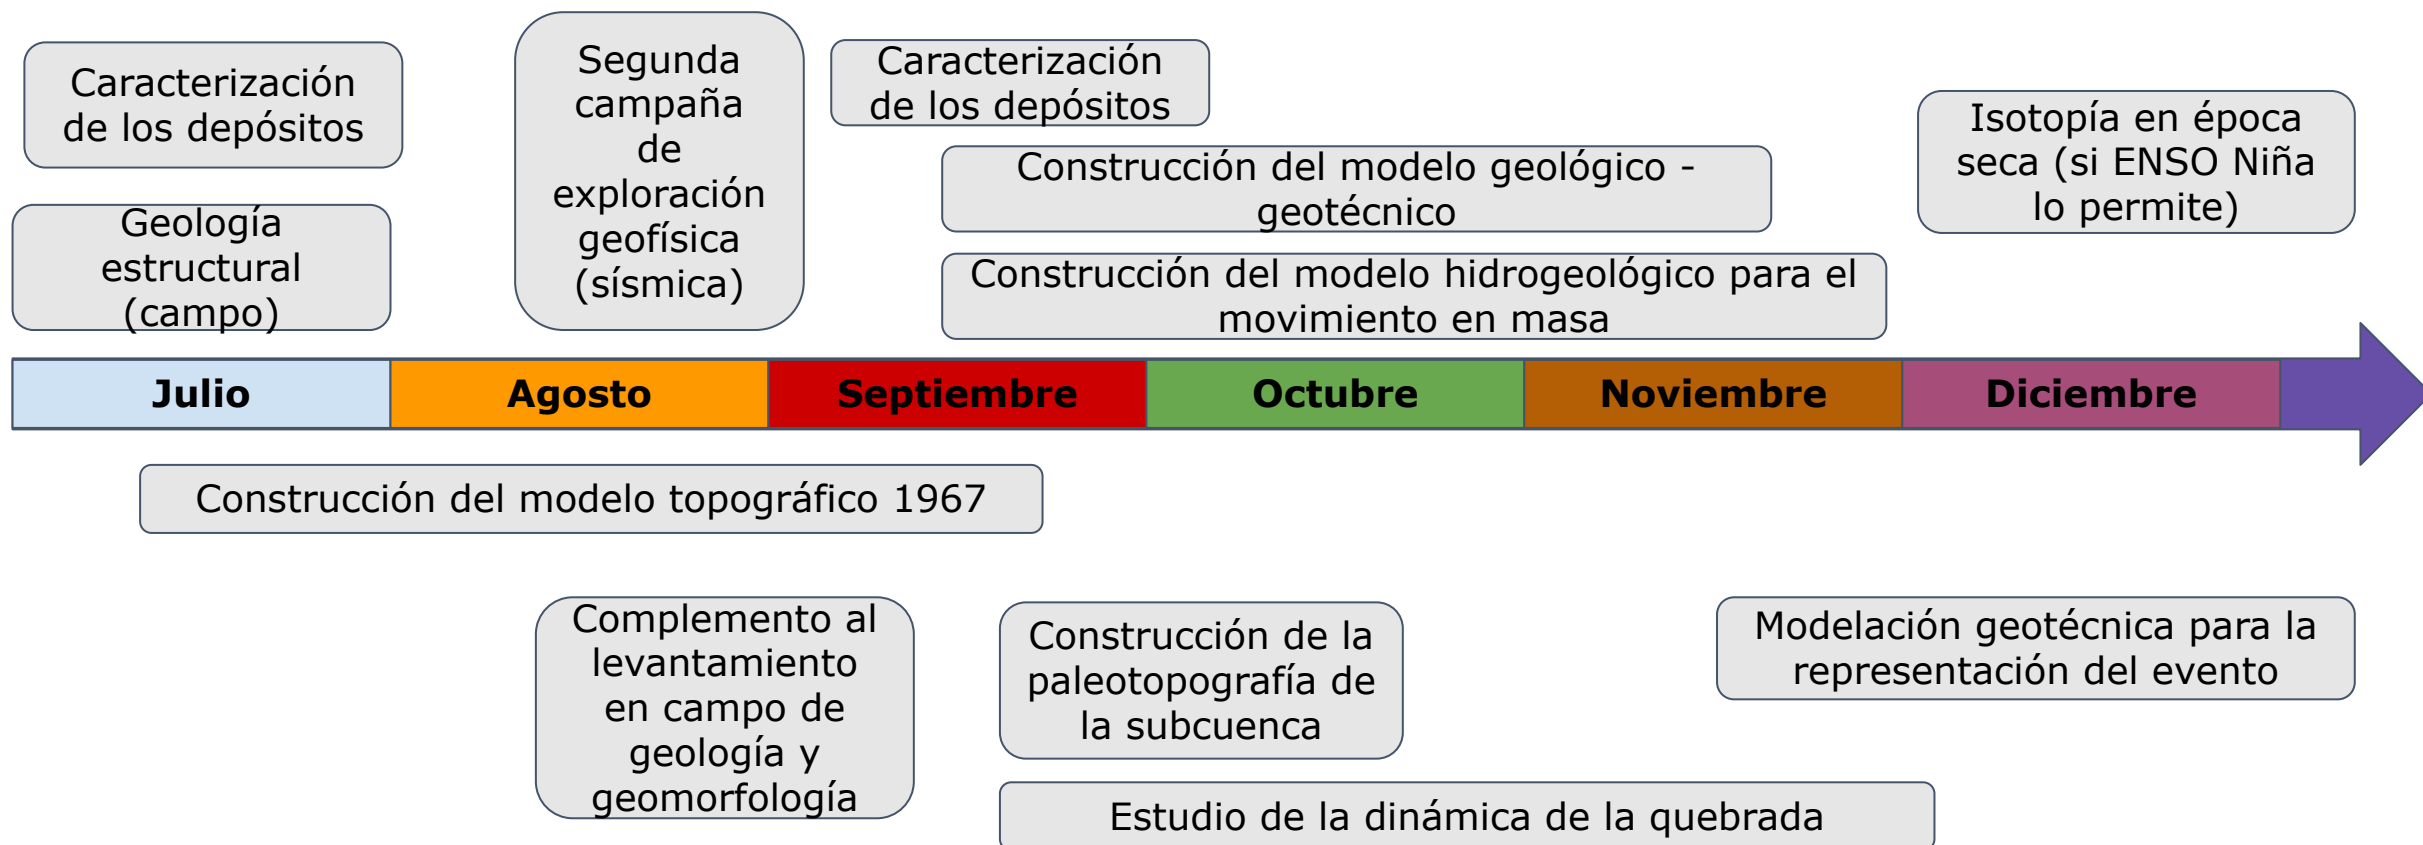 Caracterización
de los depósitos
Geología
estructural
(campo)
Segunda
campaña
de
exploración
geofísica
(sísmica)
Caracterización
de los depósitos
Construcción del modelo geológico -
geotécnico
Construcción del modelo hidrogeológico para el
movimiento en masa
Isotopía en época
seca (si ENSO Niña
lo permite)
Julio
Agosto
Septiembre
Octubre
Noviembre
Diciembre
Construcción del modelo topográfico 1967
Complemento al
levantamiento
en campo de
geología y
geomorfología
Construcción de la
paleotopografía de
la subcuenca
Estudio de la dinámica de la quebrada
Modelación geotécnica para la
representación del evento